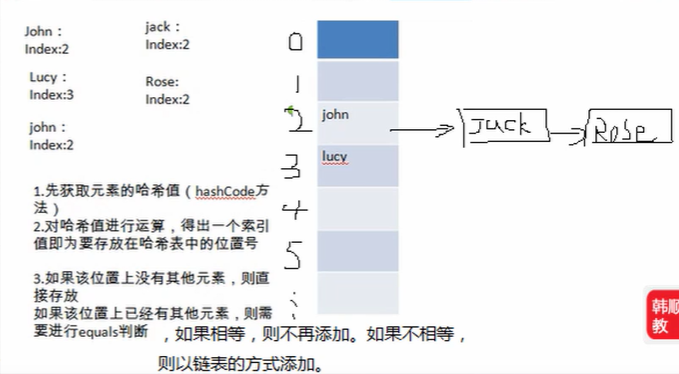 John：
Index:2
jack：
Index:2
Lucy：
Index:3
Rose:
Index:2
john：
Index:2
0
1
2
john
Jack
Rose
3
lucy
4
5
1.先获取元素的哈希值（hashCode方
法）
2.对哈希值进行运算，得出一个索引
值即为要存放在哈希表中的位置号
3.如果该位置上没有其他元素，则直
接存放
如果该位置上已经有其他元素，则需
要进行equals判断 ，如果相等，则不再添加。如果不相等，
则以链表的方式添加。
韩顺
教